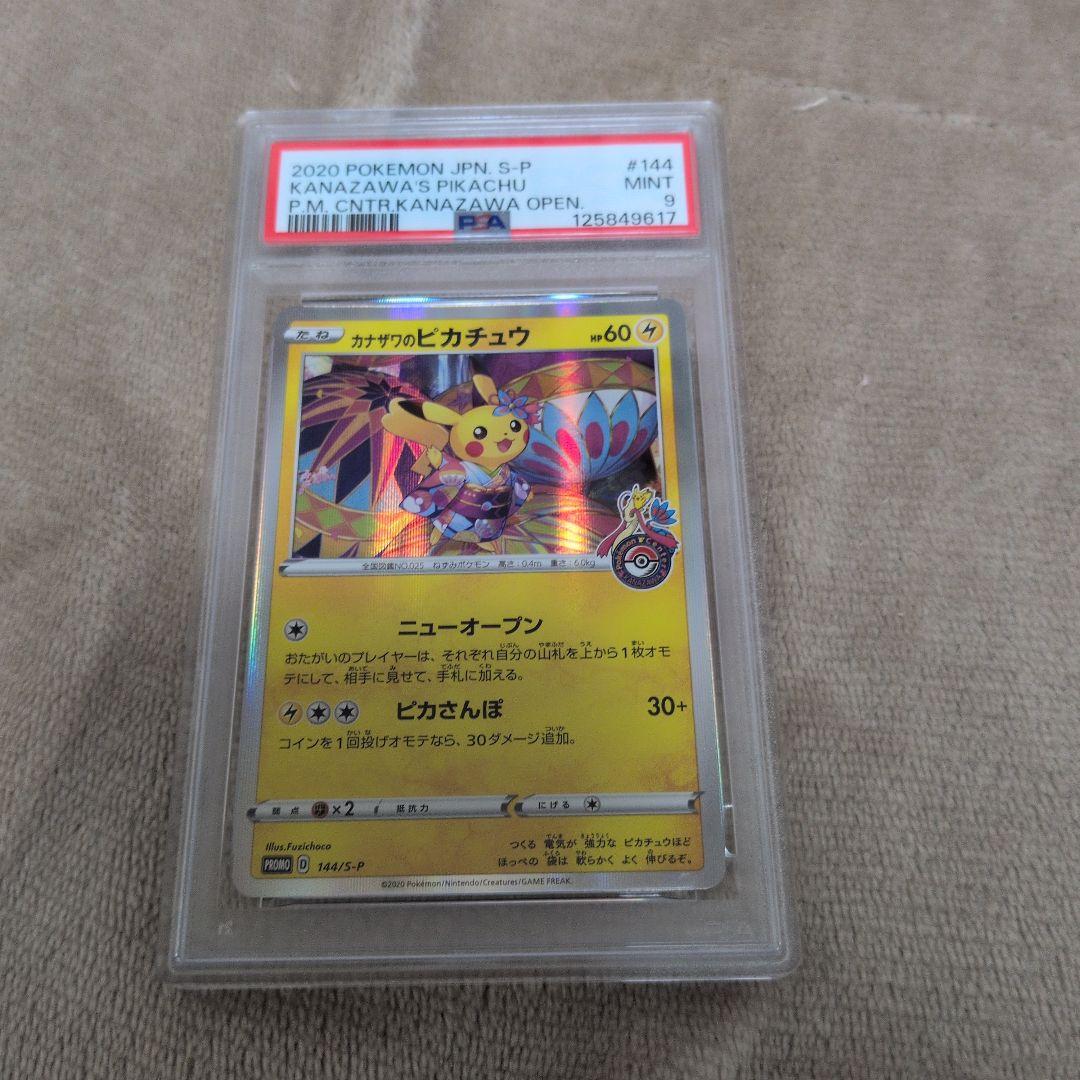 2020 POKEMON JPN. S-P #144
KANAZAWA'S PIKACHU MINT
P.M. CNTR.KANAZAWA OPEN. 9
PSA 125849617
たね カナザワのピカチュウ HP60
Pokémon Center
KANAZAWA
全国図鑑NO.025 ねずみポケモン 高さ:0.4m 重さ:6.0kg
ニューオープン
おたがいのプレイヤーは、それぞれ自分の山札を上から1枚オモ
テにして、相手に見せて、手札に加える。
ピカさんぽ 30+
コインを1回投げオモテなら、30ダメージ追加。
弱点 ×2 抵抗力 にげる
Illus.Fuzichoco
つくる 電気が 強力な ピカチュウほど
ほっぺの 袋は 軟らかく よく 伸びるぞ。
PROMO D 144/S-P
©2020 Pokémon/Nintendo/Creatures/GAME FREAK.